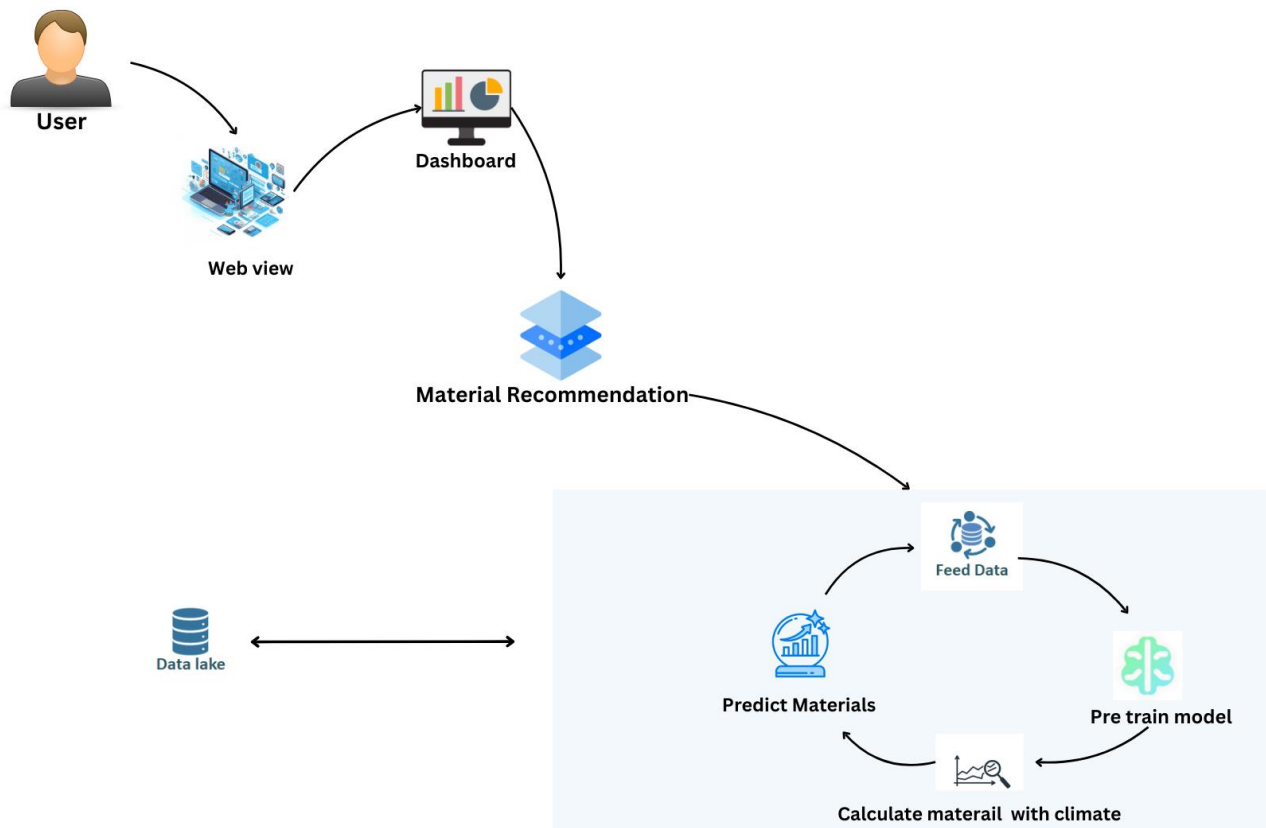 User
Dashboard
Web view
Material Recommendation
Feed Data
Data lake
Predict Materials
Pre train model
Calculate materail with climate